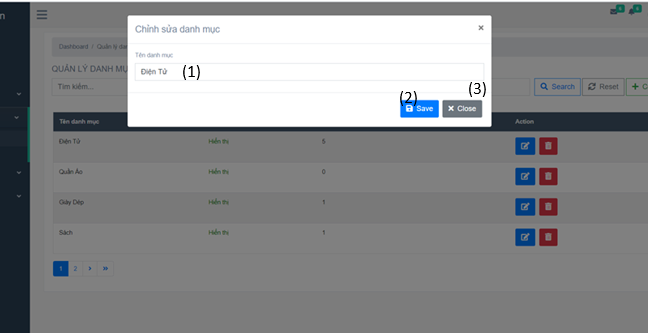 Chỉnh sửa danh mục ×
Dashboard / Quản lý da
Tên danh mục
QUẢN LÝ DANH MỤ
Điện Tử (1)
Tìm kiếm... Search Reset
(2) (3)
Save Close
Tên danh mục Action
Điện Tử Hiển thị 5
Quần Áo Hiển thị 0
Giày Dép Hiển thị 1
Sách Hiển thị 1
1 2 › »